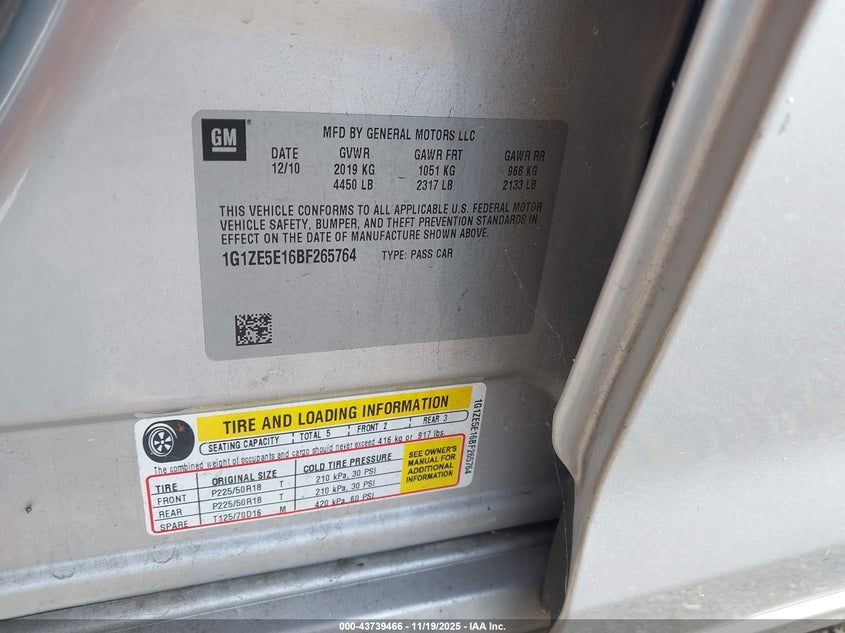 GM ®
MFD BY GENERAL MOTORS LLC
DATE GVWR GAWR FRT GAWR RR
12/10 2019 KG 1051 KG 968 KG
4450 LB 2317 LB 2133 LB
THIS VEHICLE CONFORMS TO ALL APPLICABLE U.S. FEDERAL MOTOR
VEHICLE SAFETY, BUMPER, AND THEFT PREVENTION STANDARDS IN
EFFECT ON THE DATE OF MANUFACTURE SHOWN ABOVE.
1G1ZE5E16BF265764 TYPE: PASS CAR
TIRE AND LOADING INFORMATION
SEATING CAPACITY TOTAL 5 FRONT 2 REAR 3
The combined weight of occupants and cargo should never exceed 416 kg or 917 lbs.
TIRE ORIGINAL SIZE COLD TIRE PRESSURE
FRONT P225/50R18 T 210 kPa, 30 PSI
REAR P225/50R18 T 210 kPa, 30 PSI
SPARE T125/70D16 M 420 kPa, 60 PSI
SEE OWNER'S
MANUAL FOR
ADDITIONAL
INFORMATION
1G1ZE5E16BF265764
000-43739466 - 11/19/2025 - IAA Inc.